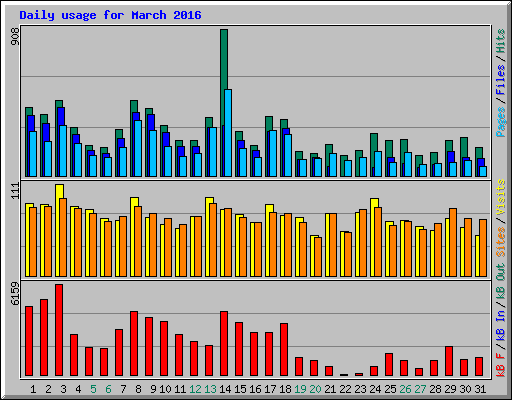 Daily usage for March 2016
908
Pages / Files / Hits
111
Sites / Visits
6159
kB F / kB In / kB Out
1 2 3 4 5 6 7 8 9 10 11 12 13 14 15 16 17 18 19 20 21 22 23 24 25 26 27 28 29 30 31